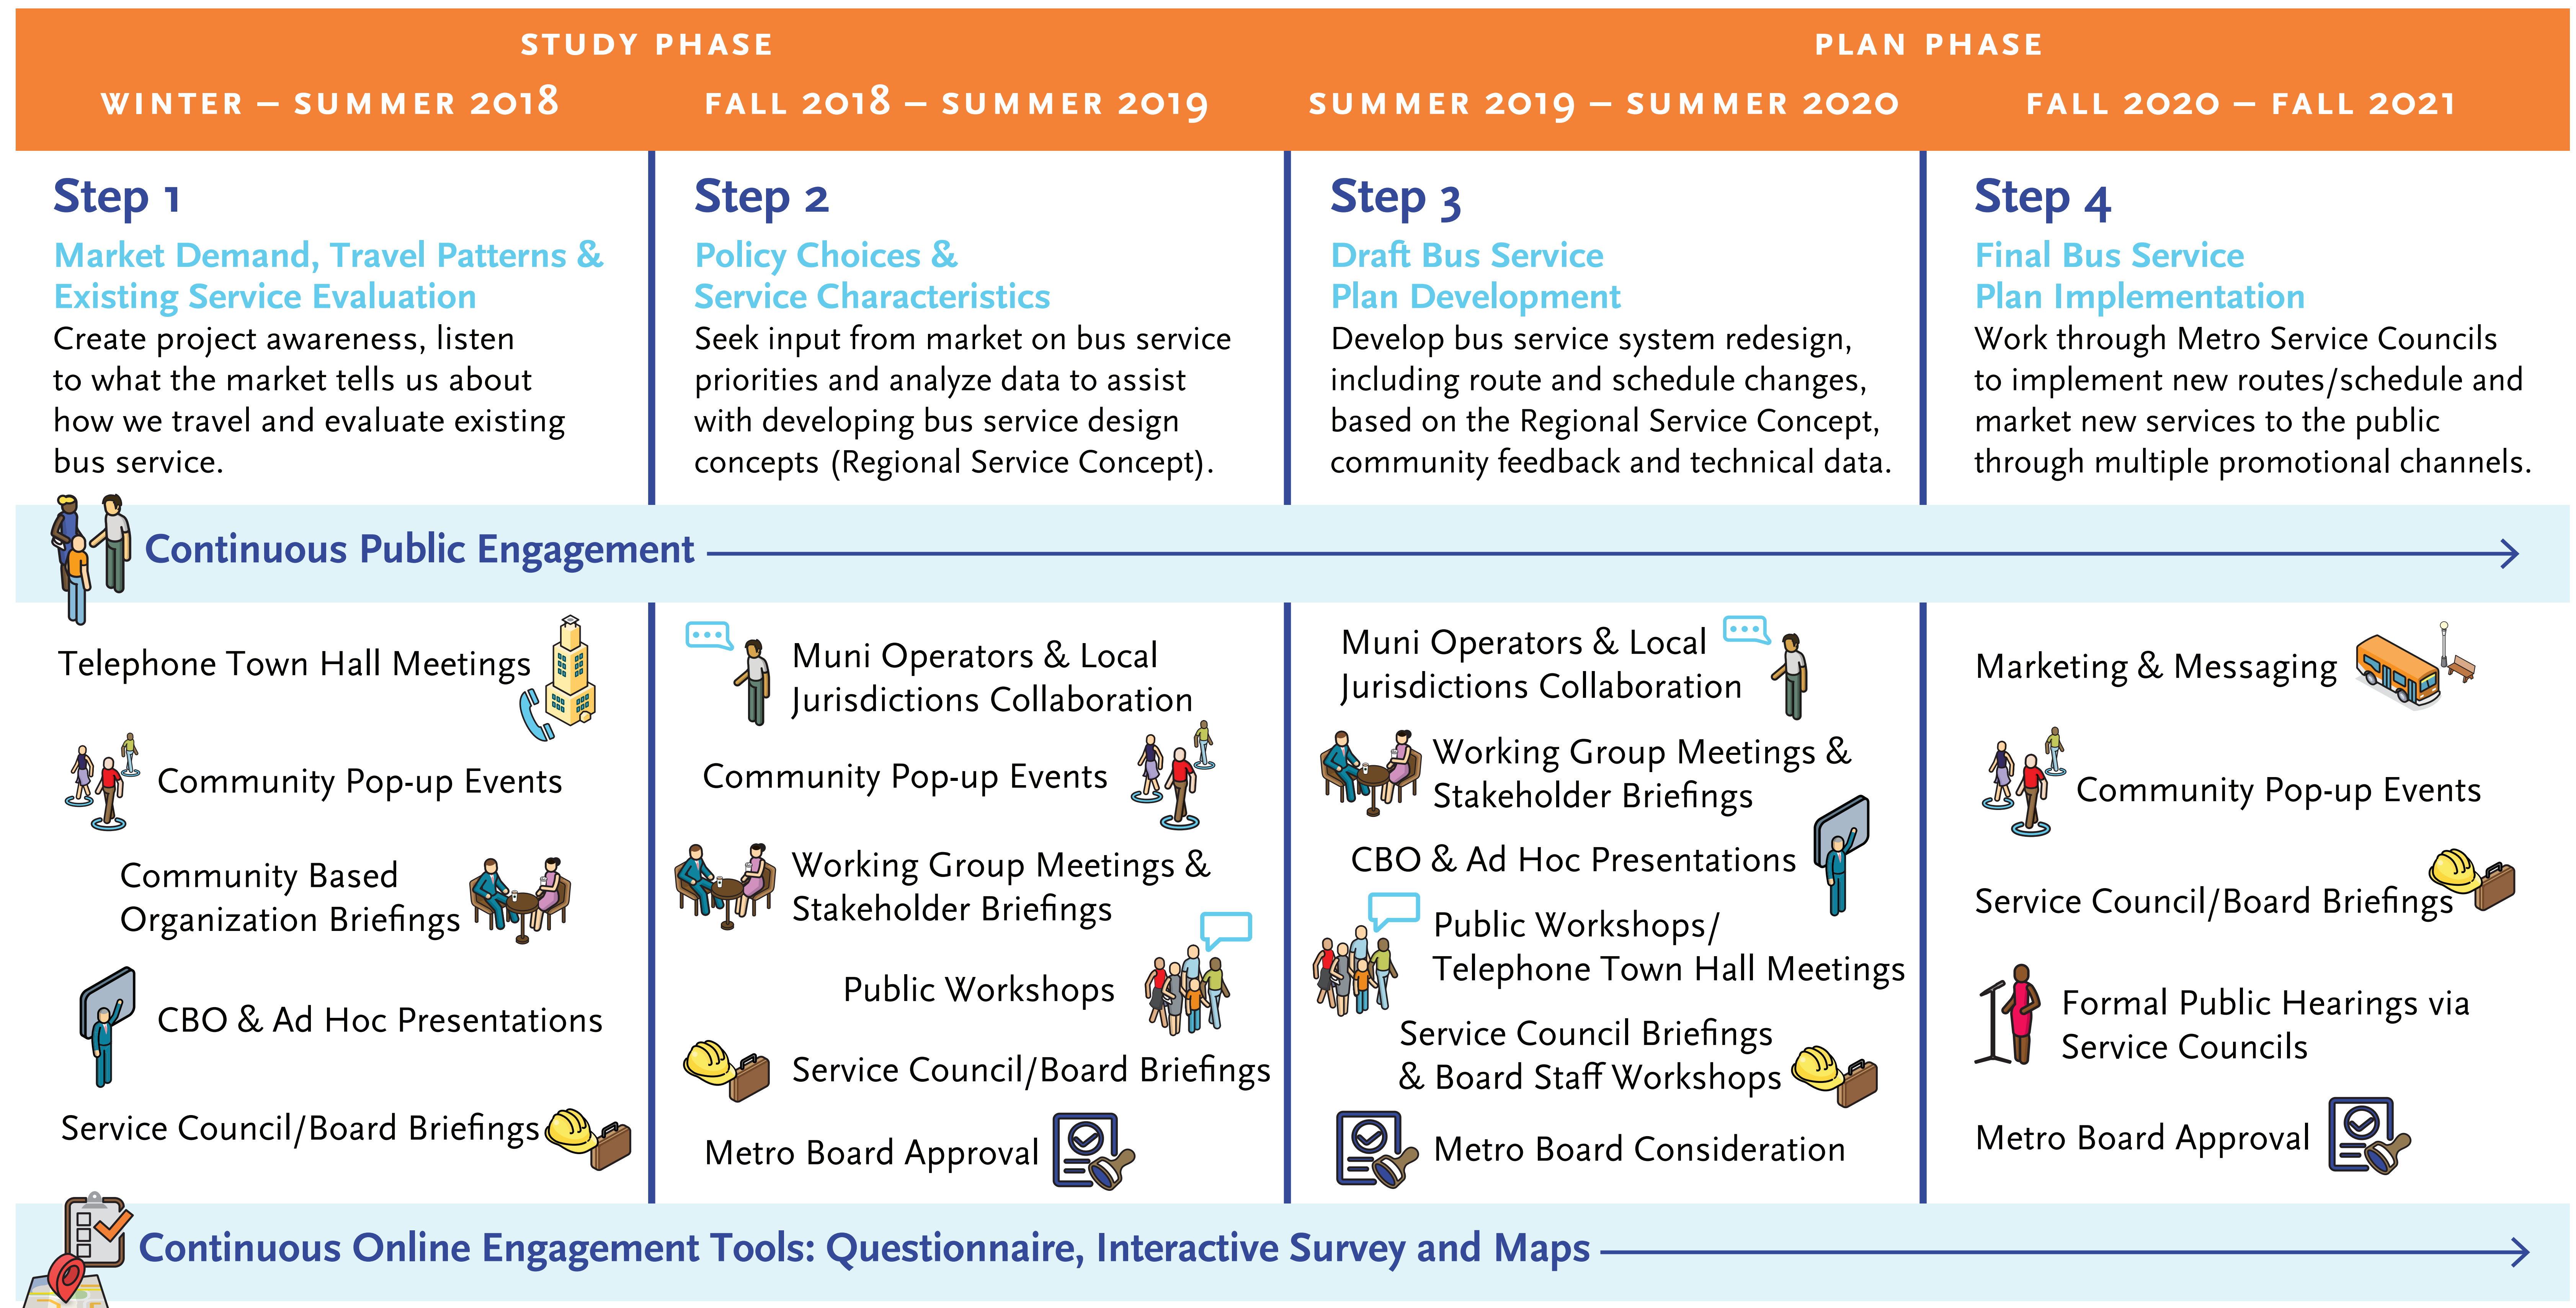 STUDY PHASE
PLAN PHASE
WINTER – SUMMER 2018
FALL 2018 – SUMMER 2019
SUMMER 2019 – SUMMER 2020
FALL 2020 – FALL 2021
Step 1
Market Demand, Travel Patterns &
Existing Service Evaluation
Create project awareness, listen
to what the market tells us about
how we travel and evaluate existing
bus service.
Step 2
Policy Choices &
Service Characteristics
Seek input from market on bus service
priorities and analyze data to assist
with developing bus service design
concepts (Regional Service Concept).
Step 3
Draft Bus Service
Plan Development
Develop bus service system redesign,
including route and schedule changes,
based on the Regional Service Concept,
community feedback and technical data.
Step 4
Final Bus Service
Plan Implementation
Work through Metro Service Councils
to implement new routes/schedule and
market new services to the public
through multiple promotional channels.
Continuous Public Engagement
Telephone Town Hall Meetings
Community Pop-up Events
Community Based
Organization Briefings
CBO & Ad Hoc Presentations
Service Council/Board Briefings
Muni Operators & Local
Jurisdictions Collaboration
Community Pop-up Events
Working Group Meetings &
Stakeholder Briefings
Public Workshops
Service Council/Board Briefings
Metro Board Approval
Muni Operators & Local
Jurisdictions Collaboration
Working Group Meetings &
Stakeholder Briefings
CBO & Ad Hoc Presentations
Public Workshops/
Telephone Town Hall Meetings
Service Council Briefings
& Board Staff Workshops
Metro Board Consideration
Marketing & Messaging
Community Pop-up Events
Service Council/Board Briefings
Formal Public Hearings via
Service Councils
Metro Board Approval
Continuous Online Engagement Tools: Questionnaire, Interactive Survey and Maps